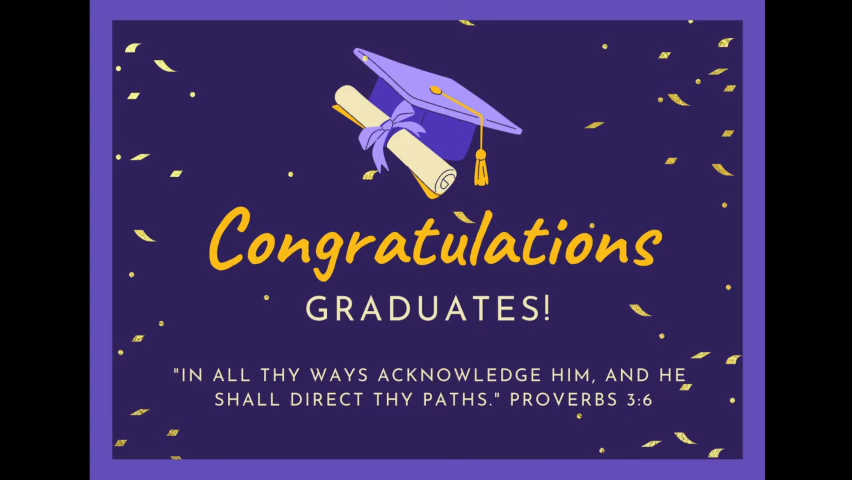 Congratulations
GRADUATES!
"IN ALL THY WAYS ACKNOWLEDGE HIM, AND HE
SHALL DIRECT THY PATHS." PROVERBS 3:6